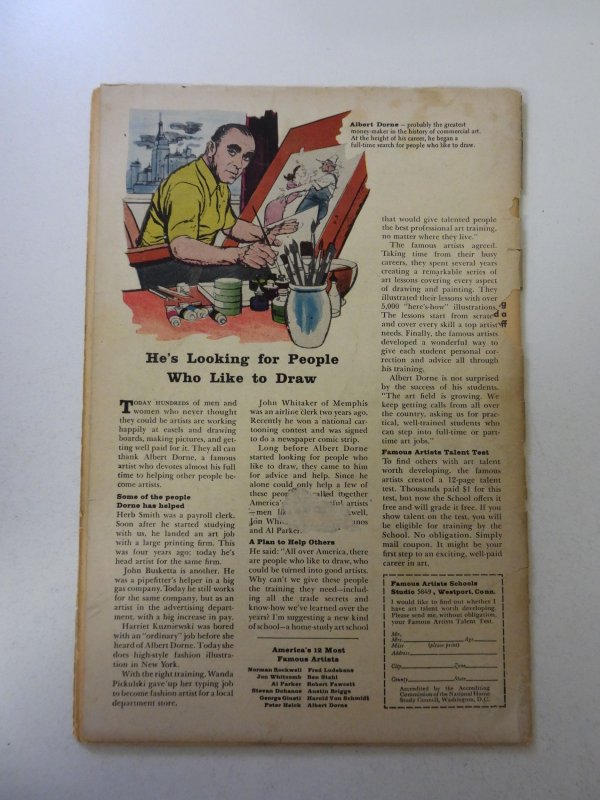 Albert Dorne — probably the greatest
money-maker in the history of commercial art.
At the height of his career, he began a
full-time search for people who like to draw.
He's Looking for People
Who Like to Draw
TODAY HUNDREDS of men and
women who never thought
they could be artists are working
happily at easels and drawing
boards, making pictures, and get-
ting well paid for it. They all can
thank Albert Dorne, a famous
artist who devotes almost his full
time to helping other people be-
come artists.
Some of the people
Dorne has helped
Herb Smith was a payroll clerk.
Soon after he started studying
with us, he landed an art job
with a large printing firm. This
was four years ago: today he's
head artist for the same firm.
John Busketta is another. He
was a pipefitter's helper in a big
gas company. Today he still works
for the same company, but as an
artist in the advertising depart-
ment, with a big increase in pay.
Harriet Kuzniewski was bored
with an "ordinary" job before she
heard of Albert Dorne. Today she
does high-style fashion illustra-
tion in New York.
With the right training, Wanda
Pickulski gave up her typing job
to become fashion artist for a local
department store.
John Whitaker of Memphis
was an airline clerk two years ago.
Recently he won a national car-
tooning contest and was signed
to do a newspaper comic strip.
Long before Albert Dorne
started looking for people who
like to draw, they came to him
for advice and help. Since he
alone could only help a few of
these called together
America's artists
—men well,
Jon
and Al Parker.
A Plan to Help Others
He said: "All over America, there
are people who like to draw, who
could be turned into good artists.
Why can't we give these people
the training they need—includ-
ing all the trade secrets and
know-how we've learned over the
years? I'm suggesting a new kind
of school—a home-study art school
America's 12 Most
Famous Artists
Norman Rockwell Fred Ludekens
Jon Whitcomb Ben Stahl
Al Parker Robert Fawcett
Stevan Dohanos Austin Briggs
George Giusti Harold Von Schmidt
Peter Helck Albert Dorne
that would give talented people
the best professional art training,
no matter where they live."
The famous artists agreed.
Taking time from their busy
careers, they spent several years
creating a remarkable series of
art lessons covering every aspect
of drawing and painting. They
illustrated their lessons with over
5,000 "here's-how" illustrations.
The lessons start from scratch
and cover every skill a top artist
needs. Finally, the famous artists
developed a wonderful way to
give each student personal cor-
rection and advice all through
his training.
Albert Dorne is not surprised
by the success of his students.
"The art field is growing. We
keep getting calls from all over
the country, asking us for prac-
tical, well-trained students who
can step into full-time or part-
time art jobs."
Famous Artists Talent Test
To find others with art talent
worth developing, the famous
artists created a 12-page talent
test. Thousands paid $1 for this
test, but now the School offers it
free and will grade it free. If you
show talent on the test, you will
be eligible for training by the
School. No obligation. Simply
mail coupon. It might be your
first step to an exciting, well-paid
career in art.
Famous Artists Schools
Studio 5849, Westport, Conn.
I would like to find out whether I
have art talent worth developing.
Please send me, without obligation,
your Famous Artists Talent Test.
Mr.
Mrs. Age
Miss (please print)
Address
City Zone
County State
Accredited by the Accrediting
Commission of the National Home
Study Council, Washington, D.C.